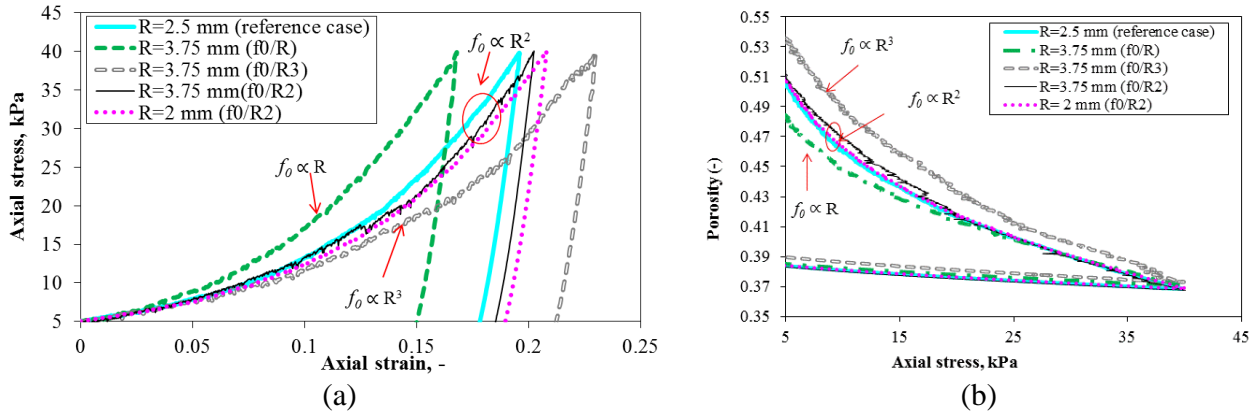 R=2.5 mm (reference case)
R=3.75 mm (f0/R)
R=3.75 mm (f0/R3)
R=3.75 mm(f0/R2)
R=2 mm (f0/R2)
f₀ ∝ R²
f₀ ∝ R
f₀ ∝ R³
45
40
35
30
25
20
15
10
5
0
0.05
0.1
0.15
0.2
0.25
Axial stress, kPa
Axial strain, -
(a)
R=2.5 mm (reference case)
R=3.75 mm (f0/R)
R=3.75 mm (f0/R3)
R=3.75 mm (f0/R2)
R= 2 mm (f0/R2)
f₀ ∝ R³
f₀ ∝ R²
f₀ ∝ R
0.55
0.53
0.51
0.49
0.47
0.45
0.43
0.41
0.39
0.37
0.35
5
15
25
35
45
Porosity (-)
Axial stress, kPa
(b)